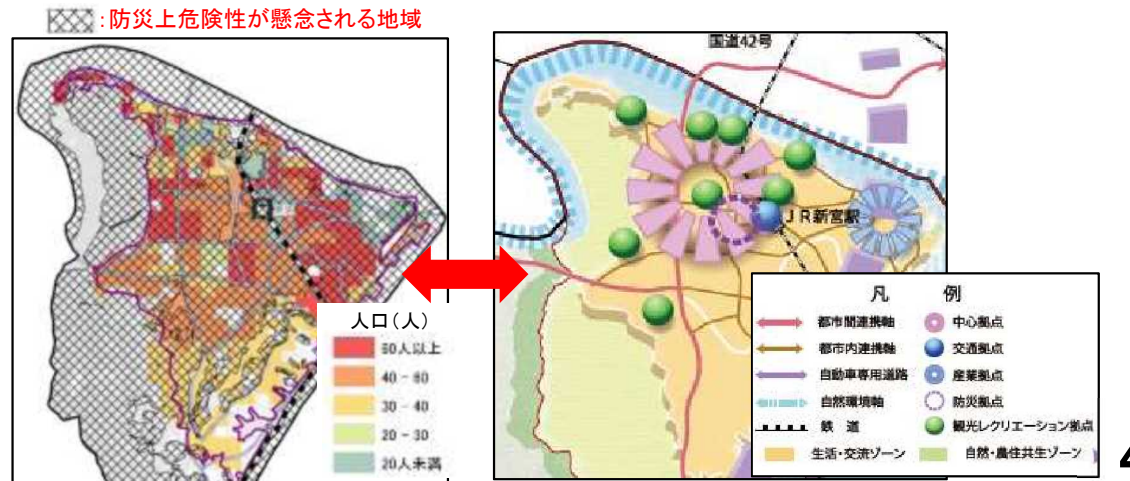 ：防災上危険性が懸念される地域
人口(人)
60人以上
40 - 60
30 - 40
20 - 30
20人未満
国道42号
JR新宮駅
凡　例
都市間連携軸
中心拠点
都市内連携軸
交通拠点
自動車専用道路
産業拠点
自然環境軸
防災拠点
鉄　道
観光レクリエーション拠点
生活・交流ゾーン
自然・農住共生ゾーン
4